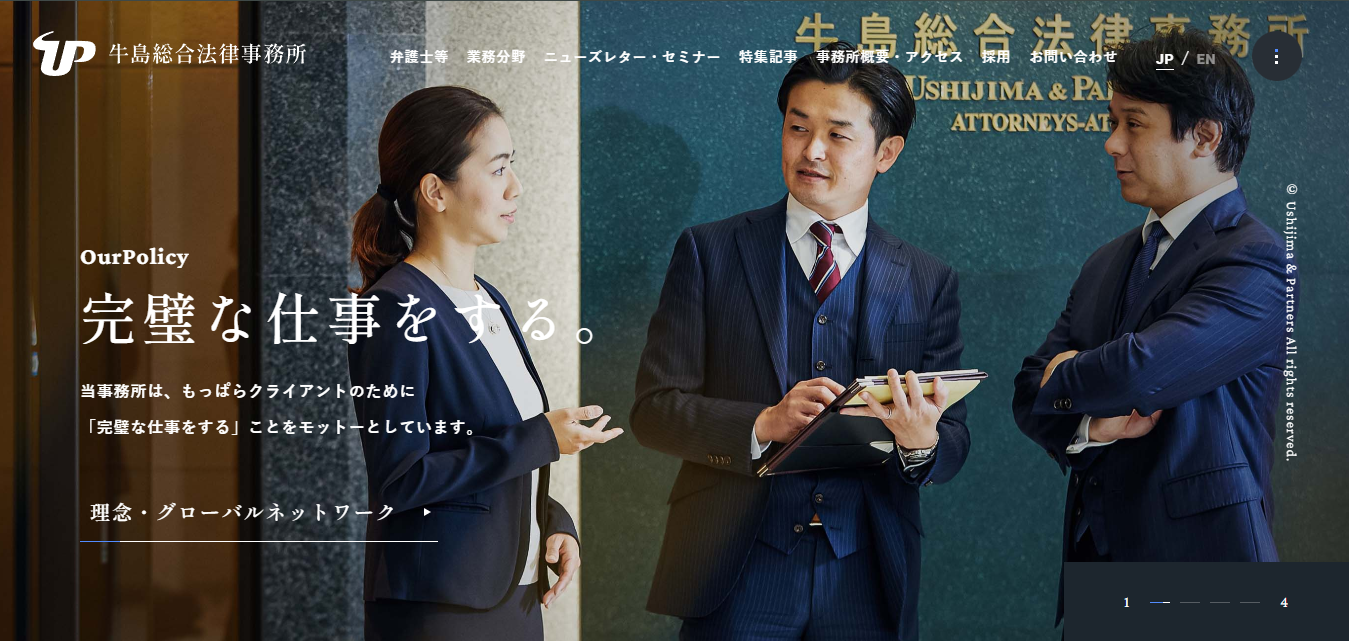 牛島総合法律事務所
UP 牛島総合法律事務所
弁護士等 業務分野 ニューズレター・セミナー 特集記事 事務所概要・アクセス 採用 お問い合わせ JP / EN
USHIJIMA & PA
ATTORNEYS-AT
© Ushijima & Partners All rights reserved.
OurPolicy
完璧な仕事をする。
当事務所は、もっぱらクライアントのために
「完璧な仕事をする」ことをモットーとしています。
理念・グローバルネットワーク
1 4